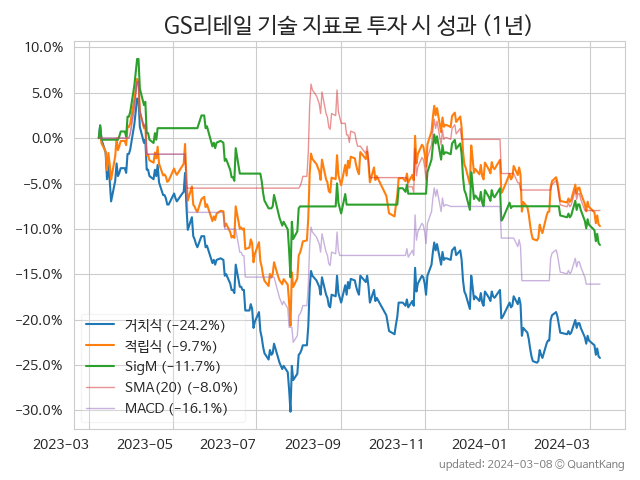 GS리테일 기술 지표로 투자 시 성과 (1년)
10.0%
5.0%
0.0%
−5.0%
−10.0%
−15.0%
−20.0%
−25.0%
−30.0%
거치식 (−24.2%)
적립식 (−9.7%)
SigM (−11.7%)
SMA(20) (−8.0%)
MACD (−16.1%)
2023-03 2023-05 2023-07 2023-09 2023-11 2024-01 2024-03
updated: 2024-03-08 ⓒ QuantKang